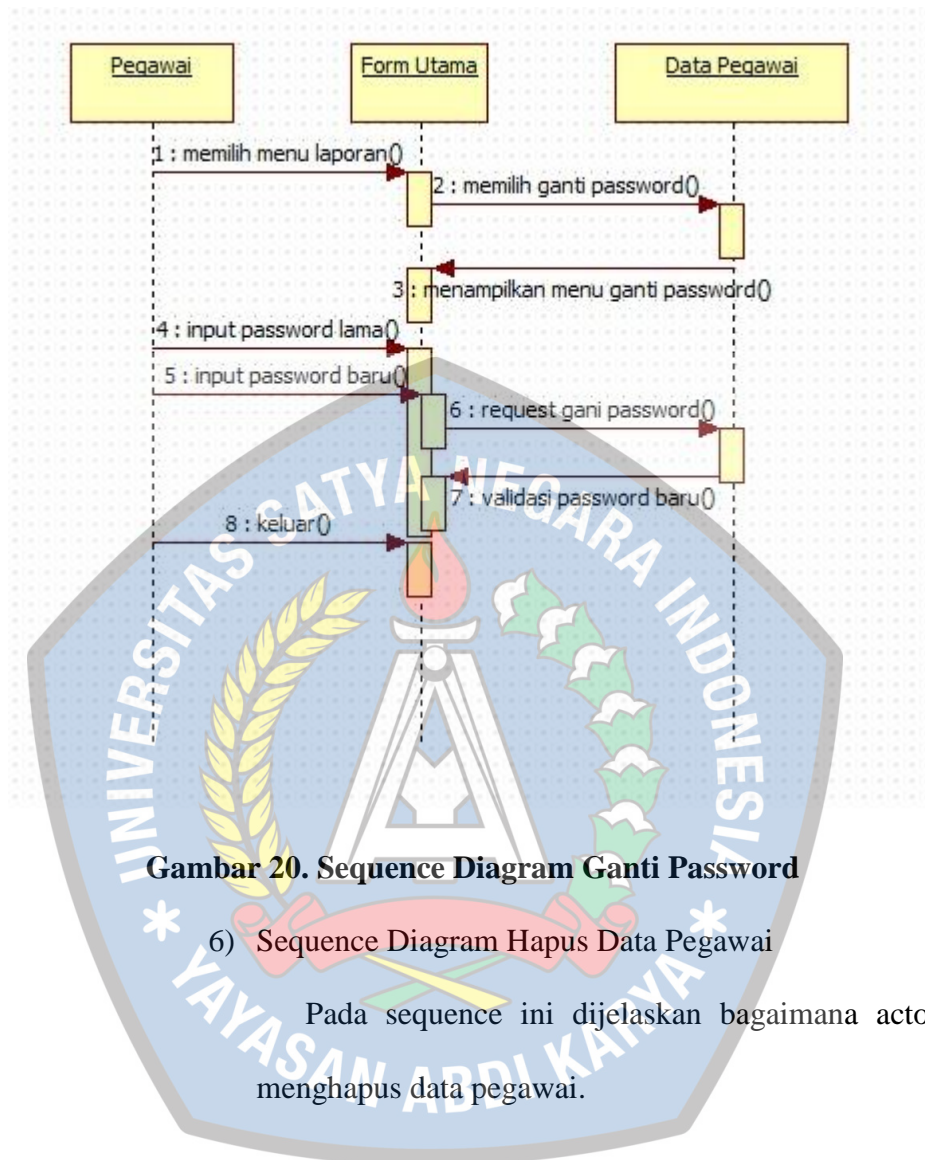 Pegawai
Form Utama
Data Pegawai
1 : memilih menu laporan()
2 : memilih ganti password()
3 : menampilkan menu ganti password()
4 : input password lama()
5 : input password baru()
6 : request gani password()
7 : validasi password baru()
8 : keluar()
UNIVERSITAS SATYA NEGARA INDONESIA
Gambar 20. Sequence Diagram Ganti Password
6) Sequence Diagram Hapus Data Pegawai
Pada sequence ini dijelaskan bagaimana acto
menghapus data pegawai.
* YAYASAN ABDI KARYA *